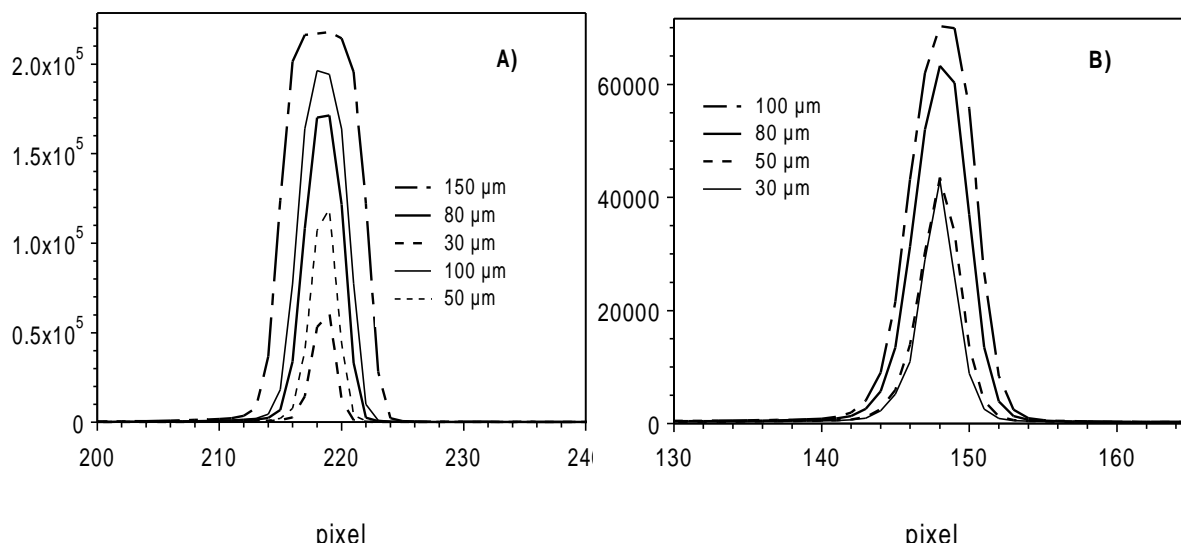 A)
2.0x10^5
1.5x10^5
1.0x10^5
0.5x10^5
0
150 µm
80 µm
30 µm
100 µm
50 µm
200
210
220
230
240
pixel
B)
60000
40000
20000
0
100 µm
80 µm
50 µm
30 µm
130
140
150
160
pixel